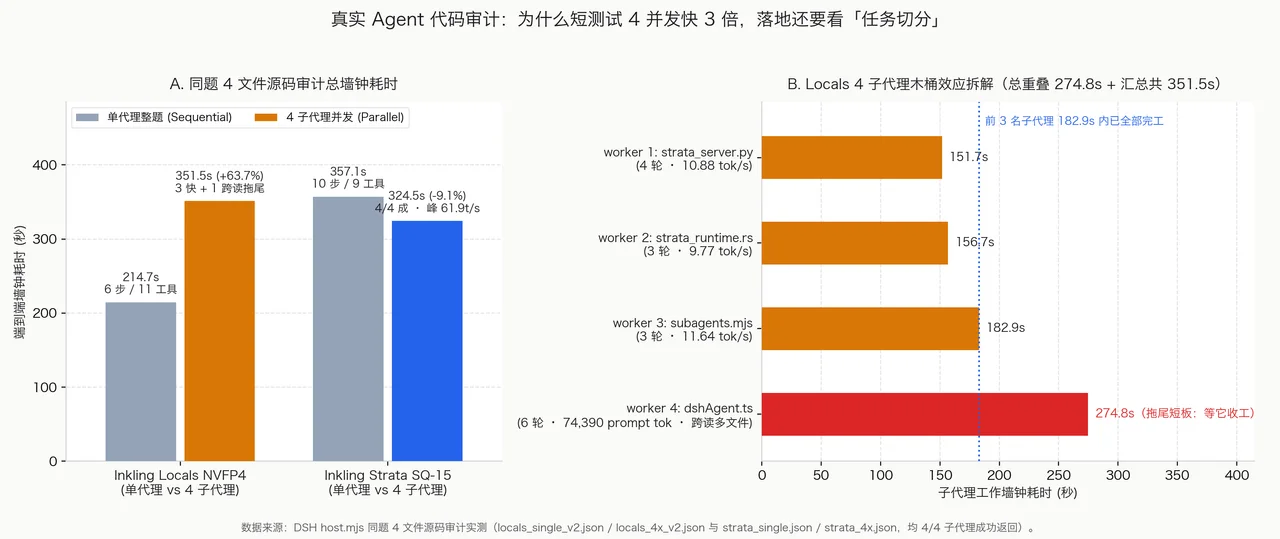 真实 Agent 代码审计：为什么短测试 4 并发快 3 倍，落地还要看「任务切分」
A. 同题 4 文件源码审计总墙钟耗时
单代理整题 (Sequential)
4 子代理并发 (Parallel)
端到端墙钟耗时 (秒)
400
300
200
100
0
214.7s
6 步 / 11 工具
351.5s (+63.7%)
3 快 + 1 跨读拖尾
357.1s
10 步 / 9 工具
324.5s (-9.1%)
4/4 成 · 峰 61.9t/s
Inkling Locals NVFP4
(单代理 vs 4 子代理)
Inkling Strata SQ-15
(单代理 vs 4 子代理)
B. Locals 4 子代理木桶效应拆解（总重叠 274.8s + 汇总共 351.5s）
前 3 名子代理 182.9s 内已全部完工
worker 1: strata_server.py
(4 轮 · 10.88 tok/s)
151.7s
worker 2: strata_runtime.rs
(3 轮 · 9.77 tok/s)
156.7s
worker 3: subagents.mjs
(3 轮 · 11.64 tok/s)
182.9s
worker 4: dshAgent.ts
(6 轮 · 74,390 prompt tok · 跨读多文件)
274.8s（拖尾短板：等它收工）
0 50 100 150 200 250 300 350 400
子代理工作墙钟耗时 (秒)
数据来源：DSH host.mjs 同题 4 文件源码审计实测（locals_single_v2.json / locals_4x_v2.json 与 strata_single.json / strata_4x.json，均 4/4 子代理成功返回）。